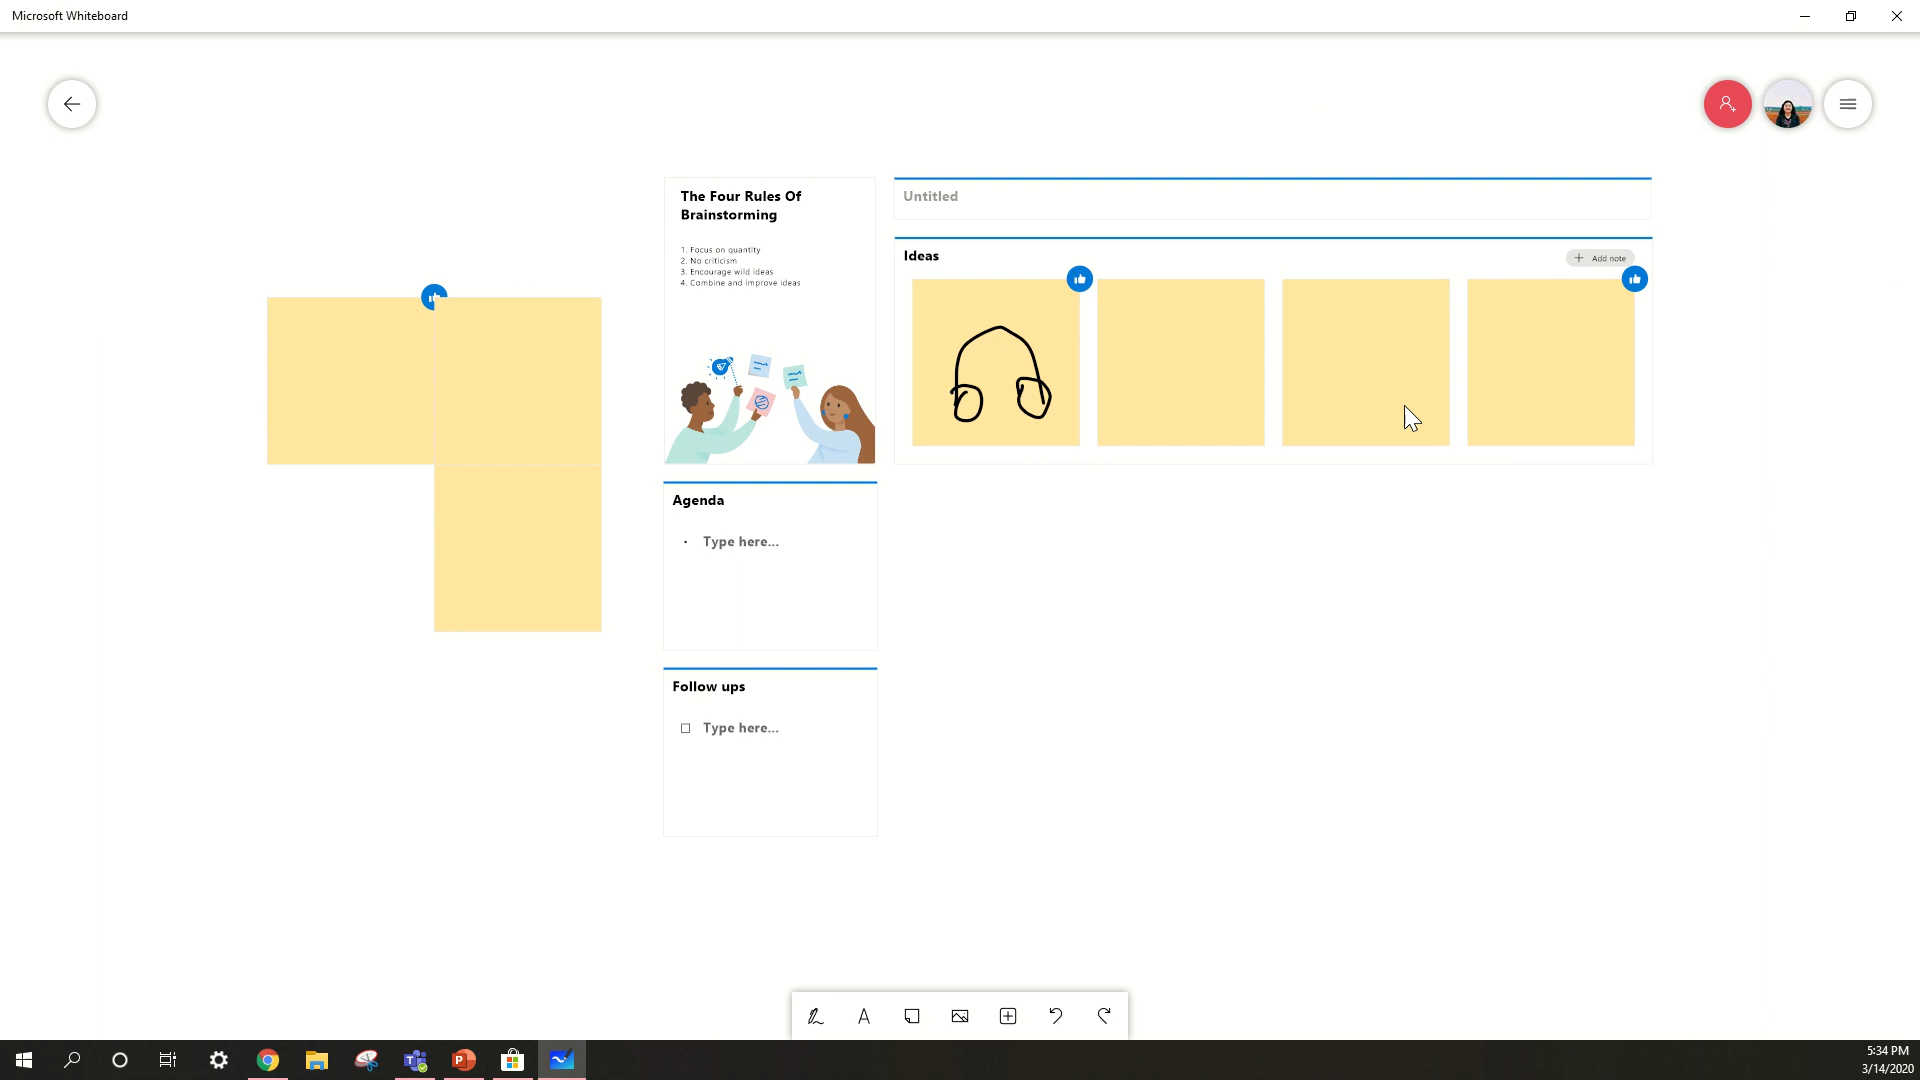 Microsoft Whiteboard
The Four Rules Of
Brainstorming
1. Focus on quantity
2. No criticism
3. Encourage wild ideas
4. Combine and improve ideas
Untitled
Ideas
Add note
Agenda
• Type here...
Follow ups
Type here...
5:34 PM
3/14/2020